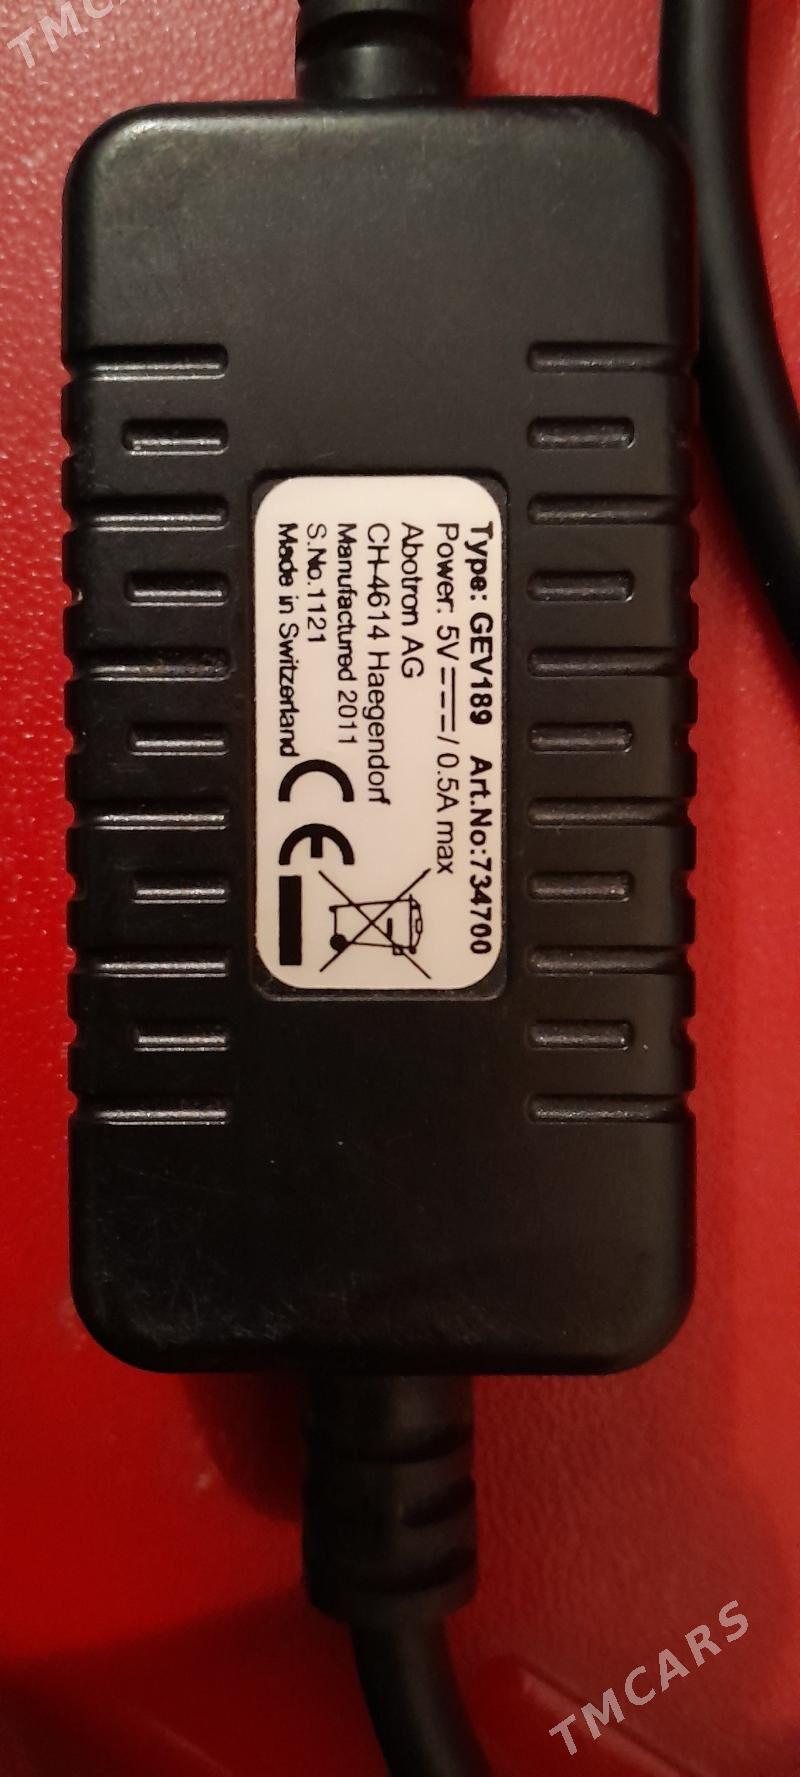 TMCARS
Type: GEV189 Art.No:734700
Power: 5V⎓/ 0.5A max
Abotron AG
CH-4614 Haegendorf
Manufactured 2011
S.No.1121
Made in Switzerland
CE
TMCARS